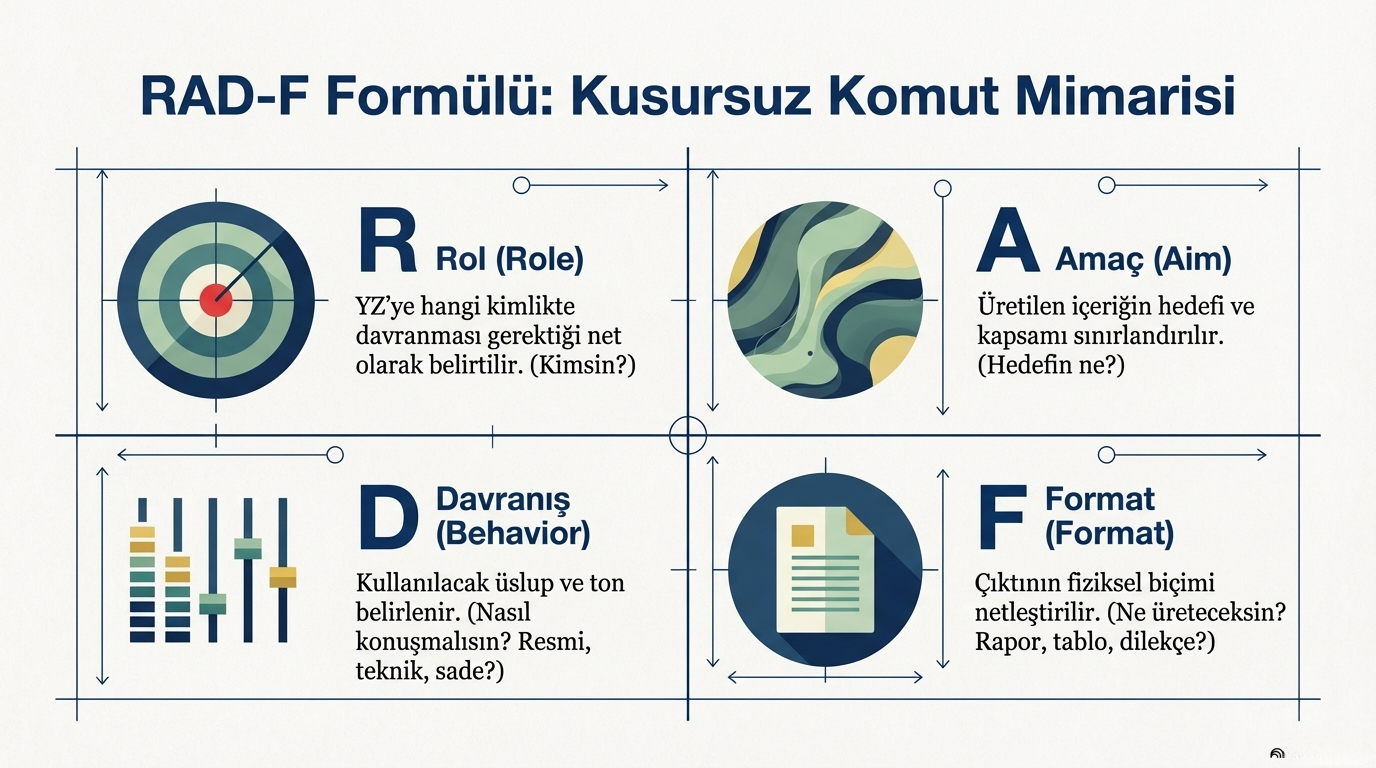 RAD-F Formülü: Kusursuz Komut Mimarisi
R Rol (Role)
YZ’ye hangi kimlikte
davranması gerektiği net
olarak belirtilir. (Kimsin?)
A Amaç (Aim)
Üretilen içeriğin hedefi ve
kapsamı sınırlandırılır.
(Hedefin ne?)
D Davranış
(Behavior)
Kullanılacak üslup ve ton
belirlenir. (Nasıl
konuşmalısın? Resmi,
teknik, sade?)
F Format
(Format)
Çıktının fiziksel biçimi
netleştirilir. (Ne üreteceksin?
Rapor, tablo, dilekçe?)